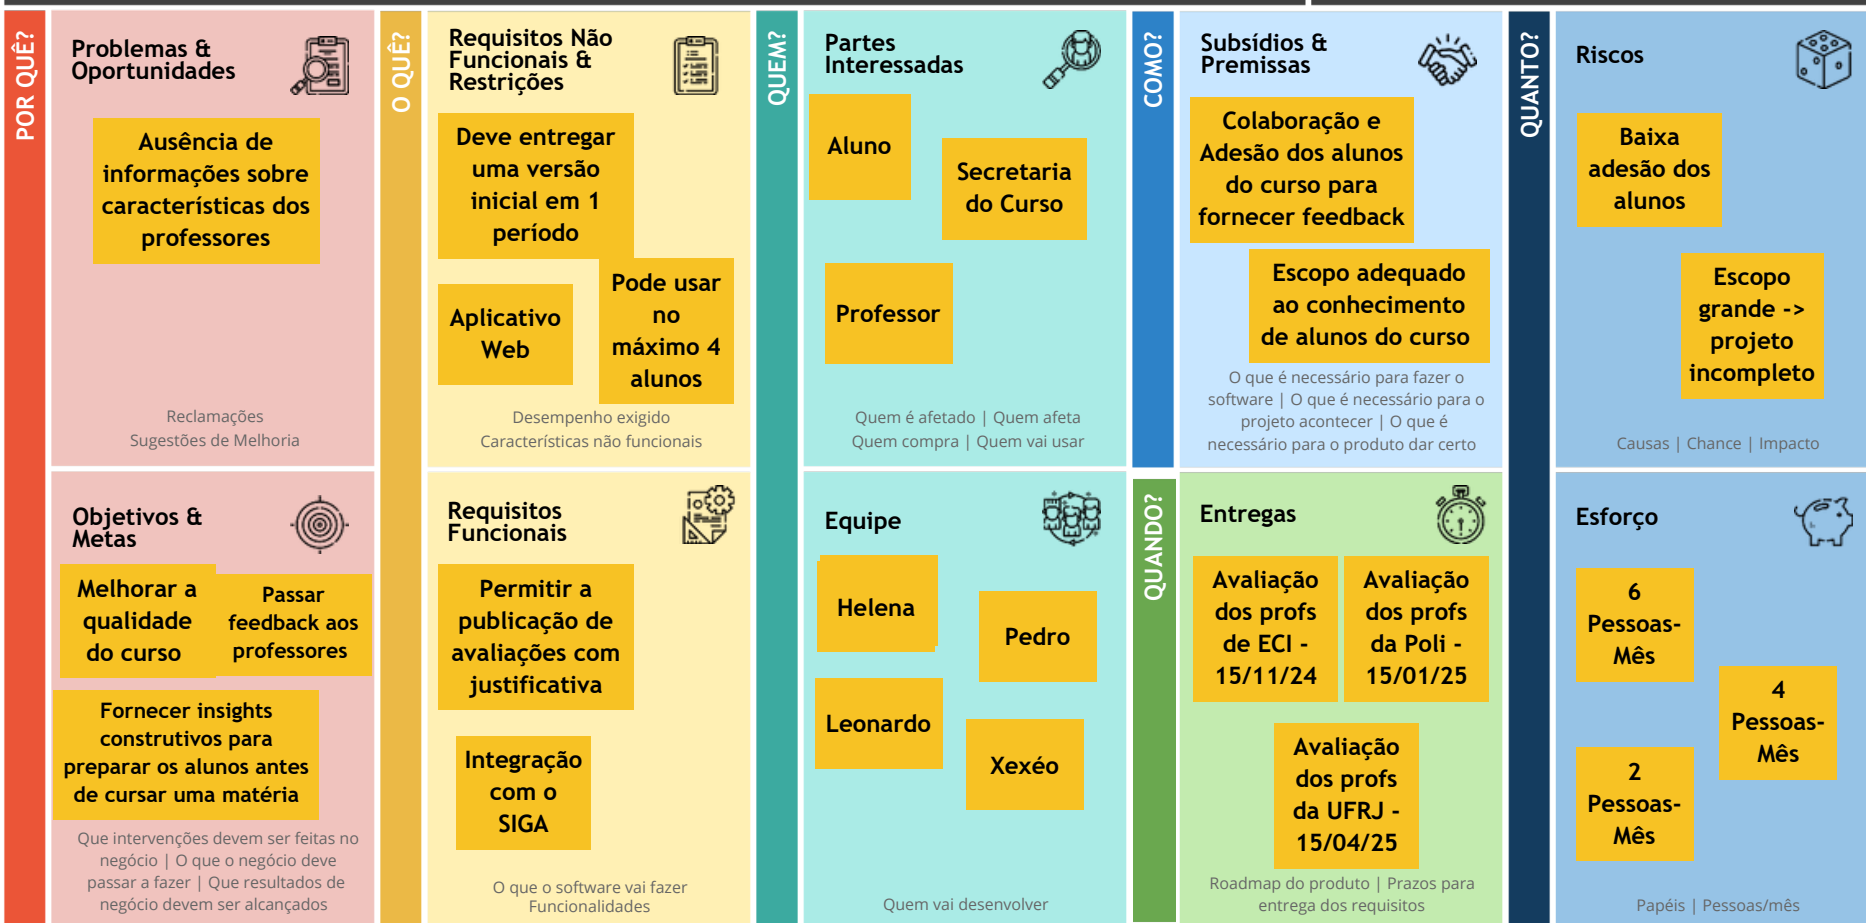 POR QUÊ?
Problemas &
Oportunidades
Ausência de
informações sobre
características dos
professores
Reclamações
Sugestões de Melhoria
Objetivos &
Metas
Melhorar a
qualidade
do curso
Passar
feedback aos
professores
Fornecer insights
construtivos para
preparar os alunos antes
de cursar uma matéria
Que intervenções devem ser feitas no
negócio | O que o negócio deve
passar a fazer | Que resultados de
negócio devem ser alcançados
O QUÊ?
Requisitos Não
Funcionais &
Restrições
Deve entregar
uma versão
inicial em 1
período
Aplicativo
Web
Pode usar
no
máximo 4
alunos
Desempenho exigido
Características não funcionais
Requisitos
Funcionais
Permitir a
publicação de
avaliações com
justificativa
Integração
com o
SIGA
O que o software vai fazer
Funcionalidades
QUEM?
Partes
Interessadas
Aluno
Secretaria
do Curso
Professor
Quem é afetado | Quem afeta
Quem compra | Quem vai usar
Equipe
Helena
Pedro
Leonardo
Xexéo
Quem vai desenvolver
COMO?
Subsídios &
Premissas
Colaboração e
Adesão dos alunos
do curso para
fornecer feedback
Escopo adequado
ao conhecimento
de alunos do curso
O que é necessário para fazer o
software | O que é necessário para o
projeto acontecer | O que é
necessário para o produto dar certo
QUANDO?
Entregas
Avaliação
dos profs
de ECI -
15/11/24
Avaliação
dos profs
da Poli -
15/01/25
Avaliação
dos profs
da UFRJ -
15/04/25
Roadmap do produto | Prazos para
entrega dos requisitos
QUANTO?
Riscos
Baixa
adesão dos
alunos
Escopo
grande ->
projeto
incompleto
Causas | Chance | Impacto
Esforço
6
Pessoas-
Mês
4
Pessoas-
Mês
2
Pessoas-
Mês
Papéis | Pessoas/mês